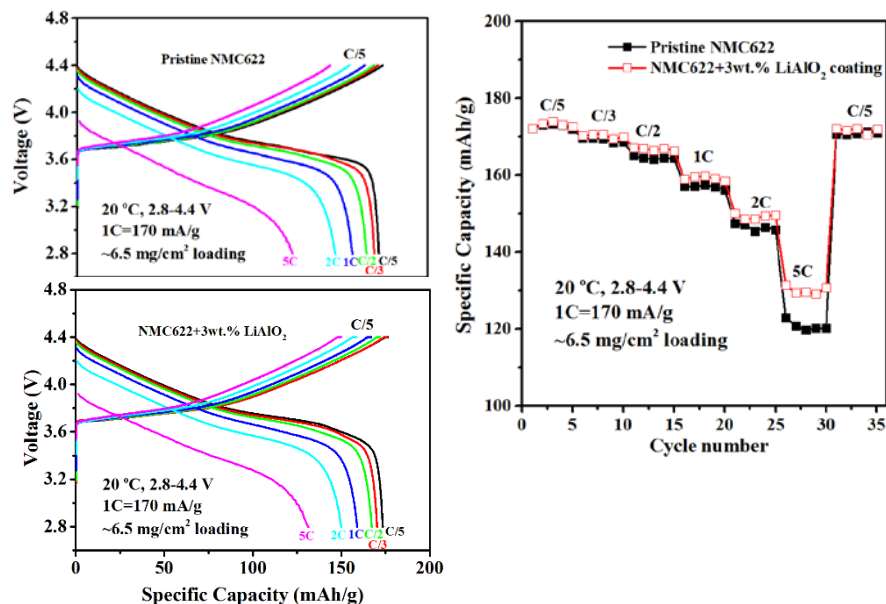 4.8
4.4
4.0
3.6
3.2
2.8
Voltage (V)
Pristine NMC622
C/5
20 ºC, 2.8-4.4 V
1C=170 mA/g
~6.5 mg/cm² loading
5C
2C
1C
C/2
C/3
C/5
4.8
4.4
4.0
3.6
3.2
2.8
Voltage (V)
NMC622+3wt.% LiAlO₂
C/5
20 ºC, 2.8-4.4 V
1C=170 mA/g
~6.5 mg/cm² loading
5C
2C
1C
C/2
C/3
C/5
0
50
100
150
200
Specific Capacity (mAh/g)
200
180
160
140
120
100
Specific Capacity (mAh/g)
Pristine NMC622
NMC622+3wt.% LiAlO₂ coating
C/5
C/3
C/2
1C
2C
5C
C/5
20 ºC, 2.8-4.4 V
1C=170 mA/g
~6.5 mg/cm² loading
0
5
10
15
20
25
30
35
Cycle number